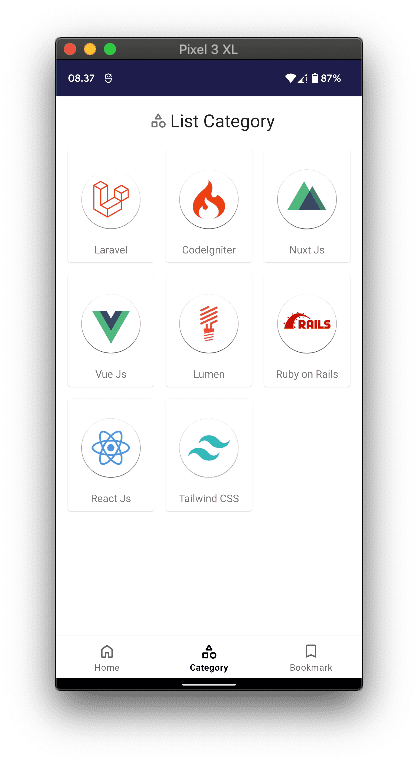 Pixel 3 XL
08.37 87%
List Category
Laravel CodeIgniter Nuxt Js
RAILS
Vue Js Lumen Ruby on Rails
React Js Tailwind CSS
Home Category Bookmark